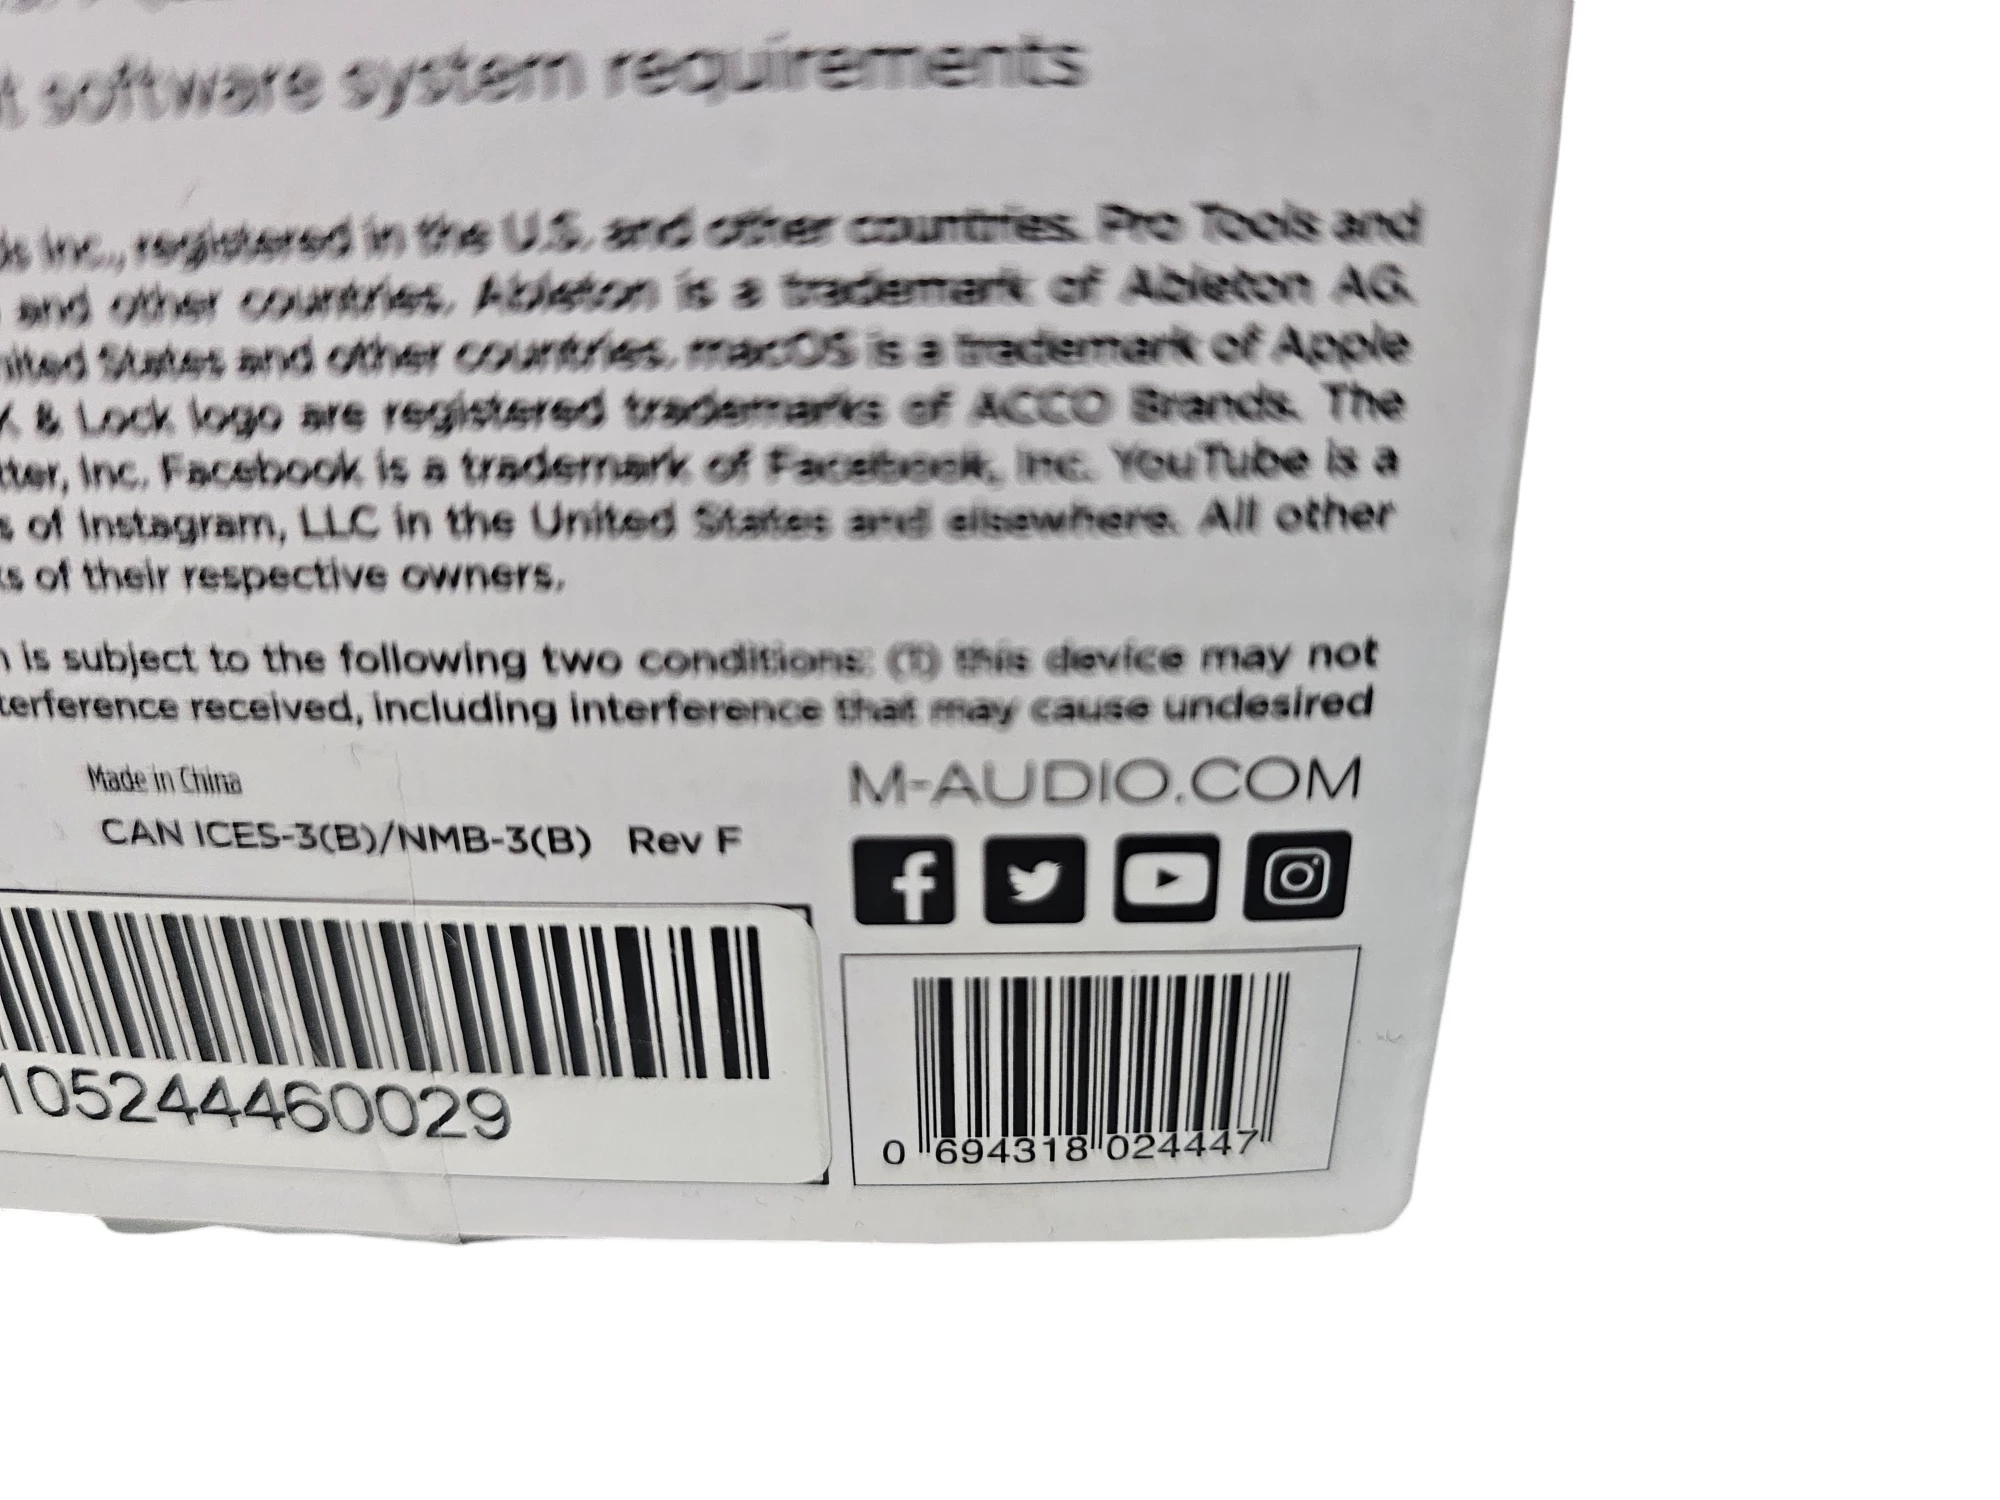 software system requirements
Inc., registered in the U.S. and other countries. Pro Tools and
and other countries. Ableton is a trademark of Ableton AG.
States and other countries. macOS is a trademark of Apple
& Lock logo are registered trademarks of ACCO Brands. The
Inc. Facebook is a trademark of Facebook, Inc. YouTube is a
of Instagram, LLC in the United States and elsewhere. All other
of their respective owners.
is subject to the following two conditions: (1) this device may not
received, including interference that may cause undesired
Made in China
CAN ICES-3(B)/NMB-3(B) Rev F
M-AUDIO.COM
105244460029
0 694318 024447